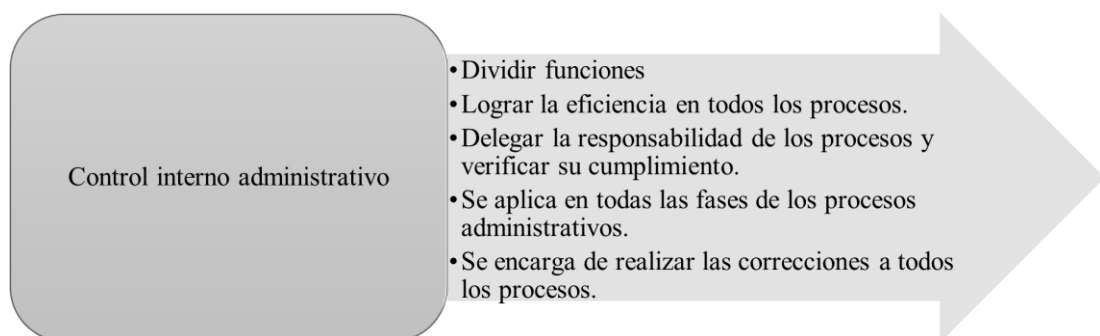 Control interno administrativo
•Dividir funciones
•Lograr la eficiencia en todos los procesos.
•Delegar la responsabilidad de los procesos y
verificar su cumplimiento.
•Se aplica en todas las fases de los procesos
administrativos.
•Se encarga de realizar las correcciones a todos
los procesos.